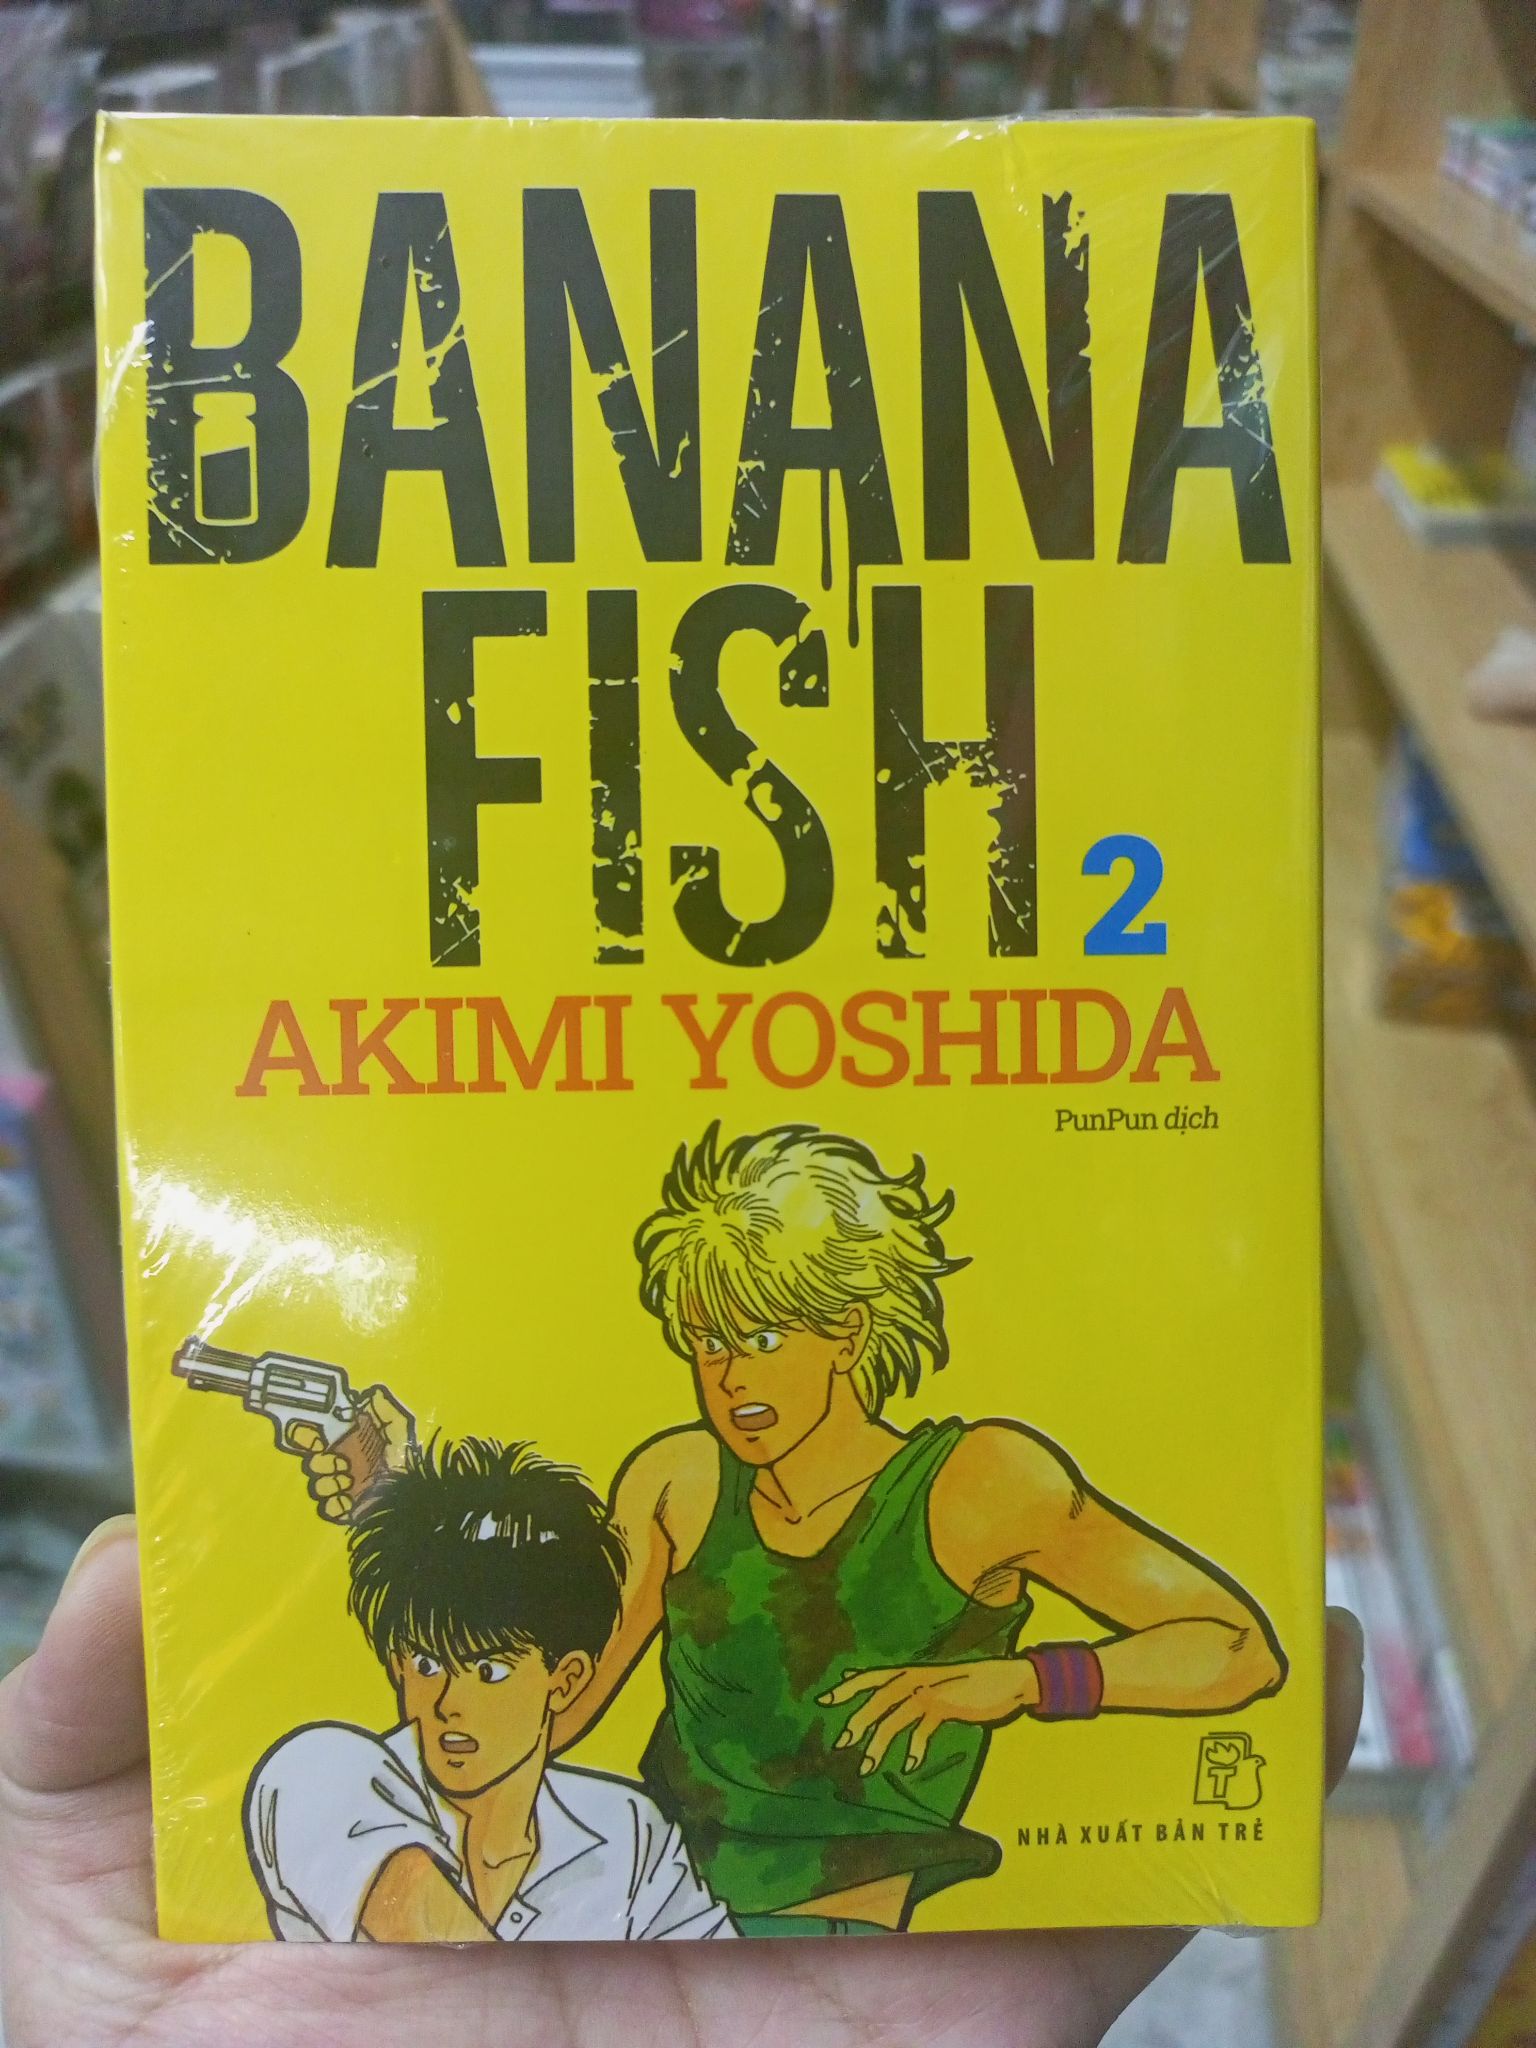 BANANA
FISH 2
AKIMI YOSHIDA
PunPun dịch
T
NHÀ XUẤT BẢN TRẺ